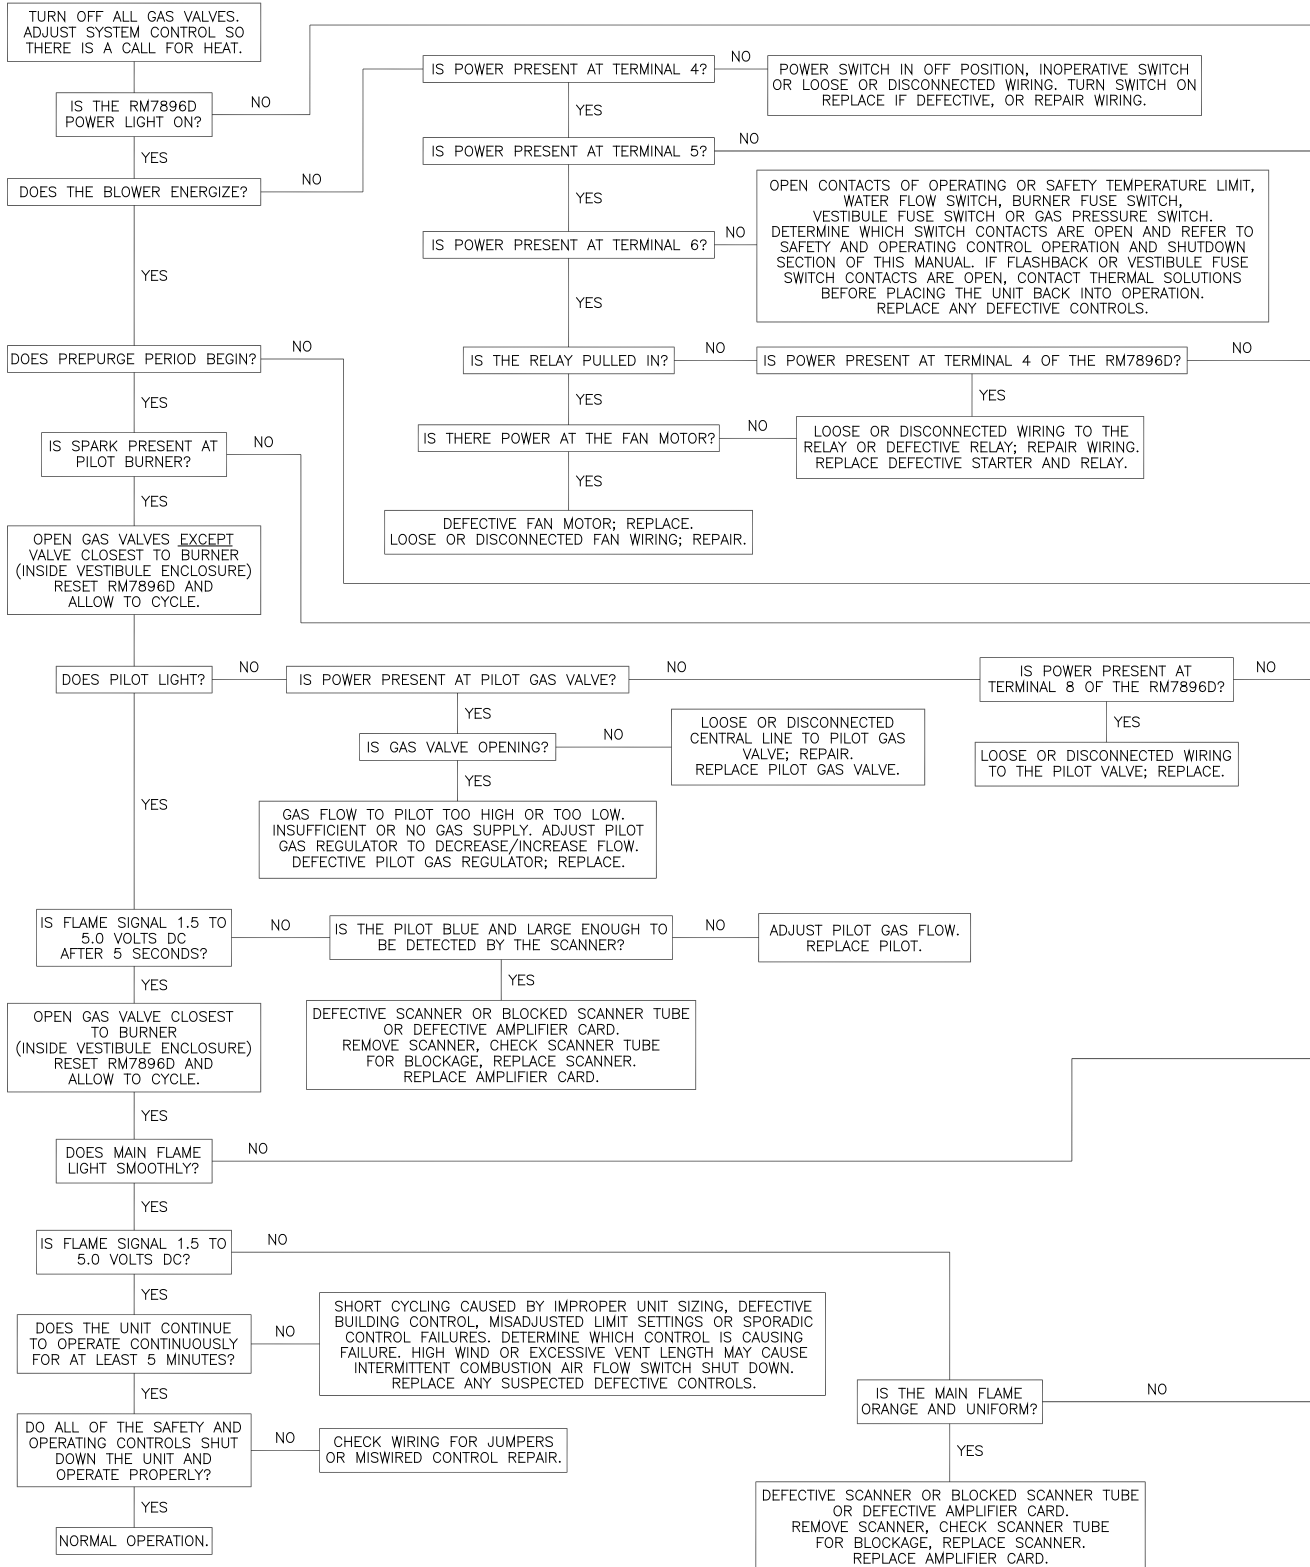 TURN OFF ALL GAS VALVES.
ADJUST SYSTEM CONTROL SO
THERE IS A CALL FOR HEAT.
IS THE RM7896D
POWER LIGHT ON?
NO
YES
DOES THE BLOWER ENERGIZE?
NO
YES
IS POWER PRESENT AT TERMINAL 4?
NO
POWER SWITCH IN OFF POSITION, INOPERATIVE SWITCH
OR LOOSE OR DISCONNECTED WIRING. TURN SWITCH ON
REPLACE IF DEFECTIVE, OR REPAIR WIRING.
YES
IS POWER PRESENT AT TERMINAL 5?
NO
YES
IS POWER PRESENT AT TERMINAL 6?
NO
OPEN CONTACTS OF OPERATING OR SAFETY TEMPERATURE LIMIT,
WATER FLOW SWITCH, BURNER FUSE SWITCH,
VESTIBULE FUSE SWITCH OR GAS PRESSURE SWITCH.
DETERMINE WHICH SWITCH CONTACTS ARE OPEN AND REFER TO
SAFETY AND OPERATING CONTROL OPERATION AND SHUTDOWN
SECTION OF THIS MANUAL. IF FLASHBACK OR VESTIBULE FUSE
SWITCH CONTACTS ARE OPEN, CONTACT THERMAL SOLUTIONS
BEFORE PLACING THE UNIT BACK INTO OPERATION.
REPLACE ANY DEFECTIVE CONTROLS.
YES
IS THE RELAY PULLED IN?
NO
IS POWER PRESENT AT TERMINAL 4 OF THE RM7896D?
NO
YES
YES
IS THERE POWER AT THE FAN MOTOR?
NO
LOOSE OR DISCONNECTED WIRING TO THE
RELAY OR DEFECTIVE RELAY; REPAIR WIRING.
REPLACE DEFECTIVE STARTER AND RELAY.
YES
DEFECTIVE FAN MOTOR; REPLACE.
LOOSE OR DISCONNECTED FAN WIRING; REPAIR.
DOES PREPURGE PERIOD BEGIN?
NO
YES
IS SPARK PRESENT AT
PILOT BURNER?
NO
YES
OPEN GAS VALVES EXCEPT
VALVE CLOSEST TO BURNER
(INSIDE VESTIBULE ENCLOSURE)
RESET RM7896D AND
ALLOW TO CYCLE.
DOES PILOT LIGHT?
NO
IS POWER PRESENT AT PILOT GAS VALVE?
NO
IS POWER PRESENT AT
TERMINAL 8 OF THE RM7896D?
NO
YES
LOOSE OR DISCONNECTED WIRING
TO THE PILOT VALVE; REPLACE.
YES
IS GAS VALVE OPENING?
NO
LOOSE OR DISCONNECTED
CENTRAL LINE TO PILOT GAS
VALVE; REPAIR.
REPLACE PILOT GAS VALVE.
YES
GAS FLOW TO PILOT TOO HIGH OR TOO LOW.
INSUFFICIENT OR NO GAS SUPPLY. ADJUST PILOT
GAS REGULATOR TO DECREASE/INCREASE FLOW.
DEFECTIVE PILOT GAS REGULATOR; REPLACE.
YES
IS FLAME SIGNAL 1.5 TO
5.0 VOLTS DC
AFTER 5 SECONDS?
NO
IS THE PILOT BLUE AND LARGE ENOUGH TO
BE DETECTED BY THE SCANNER?
NO
ADJUST PILOT GAS FLOW.
REPLACE PILOT.
YES
DEFECTIVE SCANNER OR BLOCKED SCANNER TUBE
OR DEFECTIVE AMPLIFIER CARD.
REMOVE SCANNER, CHECK SCANNER TUBE
FOR BLOCKAGE, REPLACE SCANNER.
REPLACE AMPLIFIER CARD.
YES
OPEN GAS VALVE CLOSEST
TO BURNER
(INSIDE VESTIBULE ENCLOSURE)
RESET RM7896D AND
ALLOW TO CYCLE.
YES
DOES MAIN FLAME
LIGHT SMOOTHLY?
NO
YES
IS FLAME SIGNAL 1.5 TO
5.0 VOLTS DC?
NO
YES
DOES THE UNIT CONTINUE
TO OPERATE CONTINUOUSLY
FOR AT LEAST 5 MINUTES?
NO
SHORT CYCLING CAUSED BY IMPROPER UNIT SIZING, DEFECTIVE
BUILDING CONTROL, MISADJUSTED LIMIT SETTINGS OR SPORADIC
CONTROL FAILURES. DETERMINE WHICH CONTROL IS CAUSING
FAILURE. HIGH WIND OR EXCESSIVE VENT LENGTH MAY CAUSE
INTERMITTENT COMBUSTION AIR FLOW SWITCH SHUT DOWN.
REPLACE ANY SUSPECTED DEFECTIVE CONTROLS.
YES
DO ALL OF THE SAFETY AND
OPERATING CONTROLS SHUT
DOWN THE UNIT AND
OPERATE PROPERLY?
NO
CHECK WIRING FOR JUMPERS
OR MISWIRED CONTROL REPAIR.
YES
NORMAL OPERATION.
IS THE MAIN FLAME
ORANGE AND UNIFORM?
NO
YES
DEFECTIVE SCANNER OR BLOCKED SCANNER TUBE
OR DEFECTIVE AMPLIFIER CARD.
REMOVE SCANNER, CHECK SCANNER TUBE
FOR BLOCKAGE, REPLACE SCANNER.
REPLACE AMPLIFIER CARD.